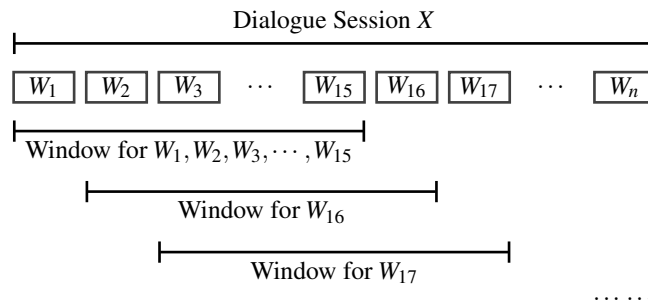 Dialogue Session X
W₁ W₂ W₃ ⋯ W₁₅ W₁₆ W₁₇ ⋯ Wₙ
Window for W₁, W₂, W₃, ⋯ , W₁₅
Window for W₁₆
Window for W₁₇
⋯ ⋯